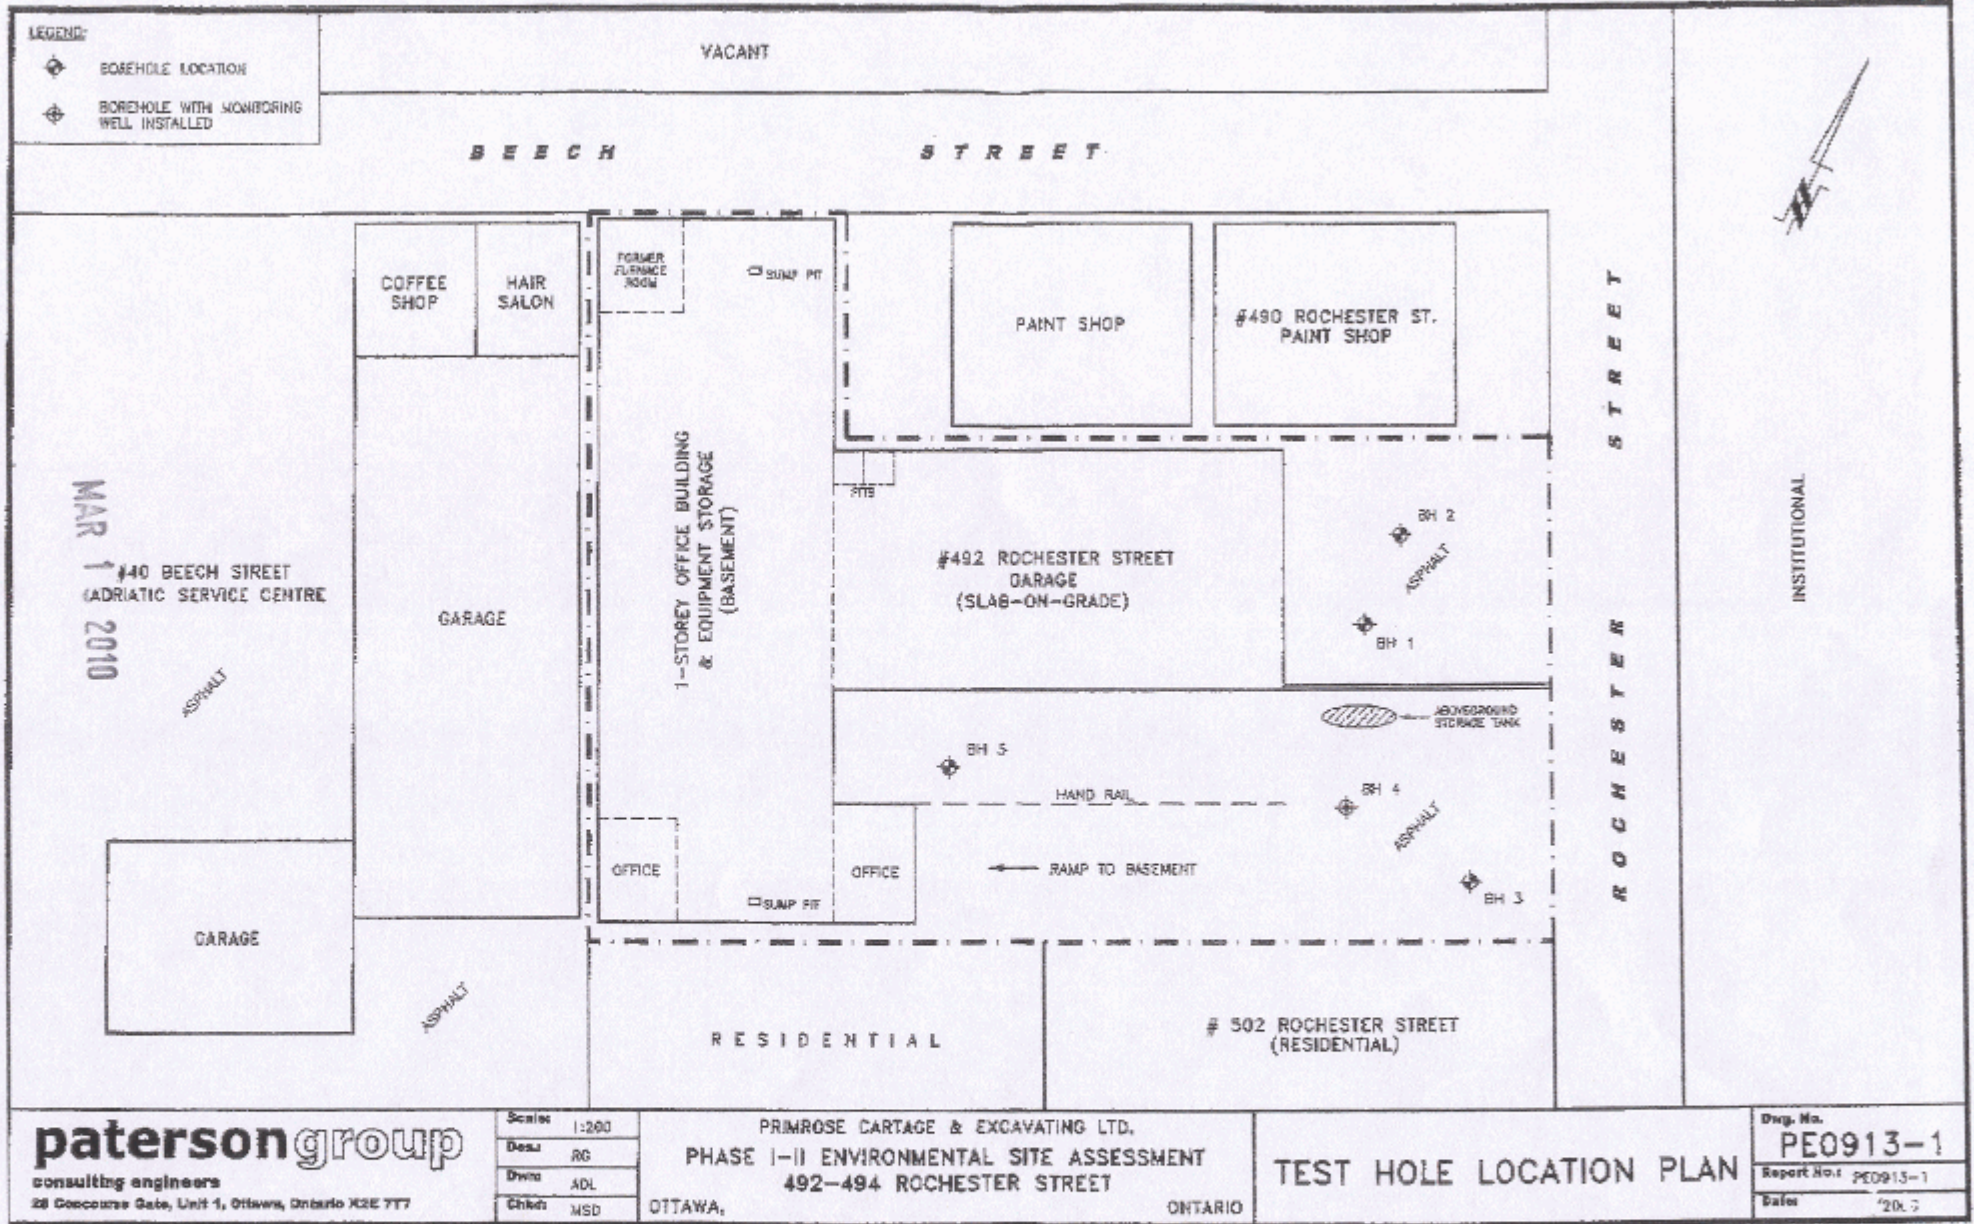 LEGEND:
BOREHOLE LOCATION
BOREHOLE WITH MONITORING
WELL INSTALLED
VACANT
BEECH STREET
COFFEE
SHOP
HAIR
SALON
FORMER
FURNACE
ROOM
SUMP PIT
PAINT SHOP
#490 ROCHESTER ST.
PAINT SHOP
ROCHESTER STREET
INSTITUTIONAL
MAR 1 2010
#40 BEECH STREET
ADRIATIC SERVICE CENTRE
ASPHALT
GARAGE
1-STOREY OFFICE BUILDING
& EQUIPMENT STORAGE
(BASEMENT)
PITS
#492 ROCHESTER STREET
GARAGE
(SLAB-ON-GRADE)
BH 2
ASPHALT
BH 1
ABOVEGROUND
STORAGE TANK
BH 5
HAND RAIL
BH 4
ASPHALT
BH 3
OFFICE
SUMP PIT
OFFICE
RAMP TO BASEMENT
GARAGE
ASPHALT
RESIDENTIAL
# 502 ROCHESTER STREET
(RESIDENTIAL)
N
patersongroup
consulting engineers
28 Concourse Gate, Unit 1, Ottawa, Ontario K2E 7T7
Scale: 1:200
Des.: RG
Dwn: ADL
Chkd: MSD
PRIMROSE CARTAGE & EXCAVATING LTD.
PHASE I-II ENVIRONMENTAL SITE ASSESSMENT
492-494 ROCHESTER STREET
OTTAWA, ONTARIO
TEST HOLE LOCATION PLAN
Dwg. No.
PE0913-1
Report No.: PE0913-1
Date: